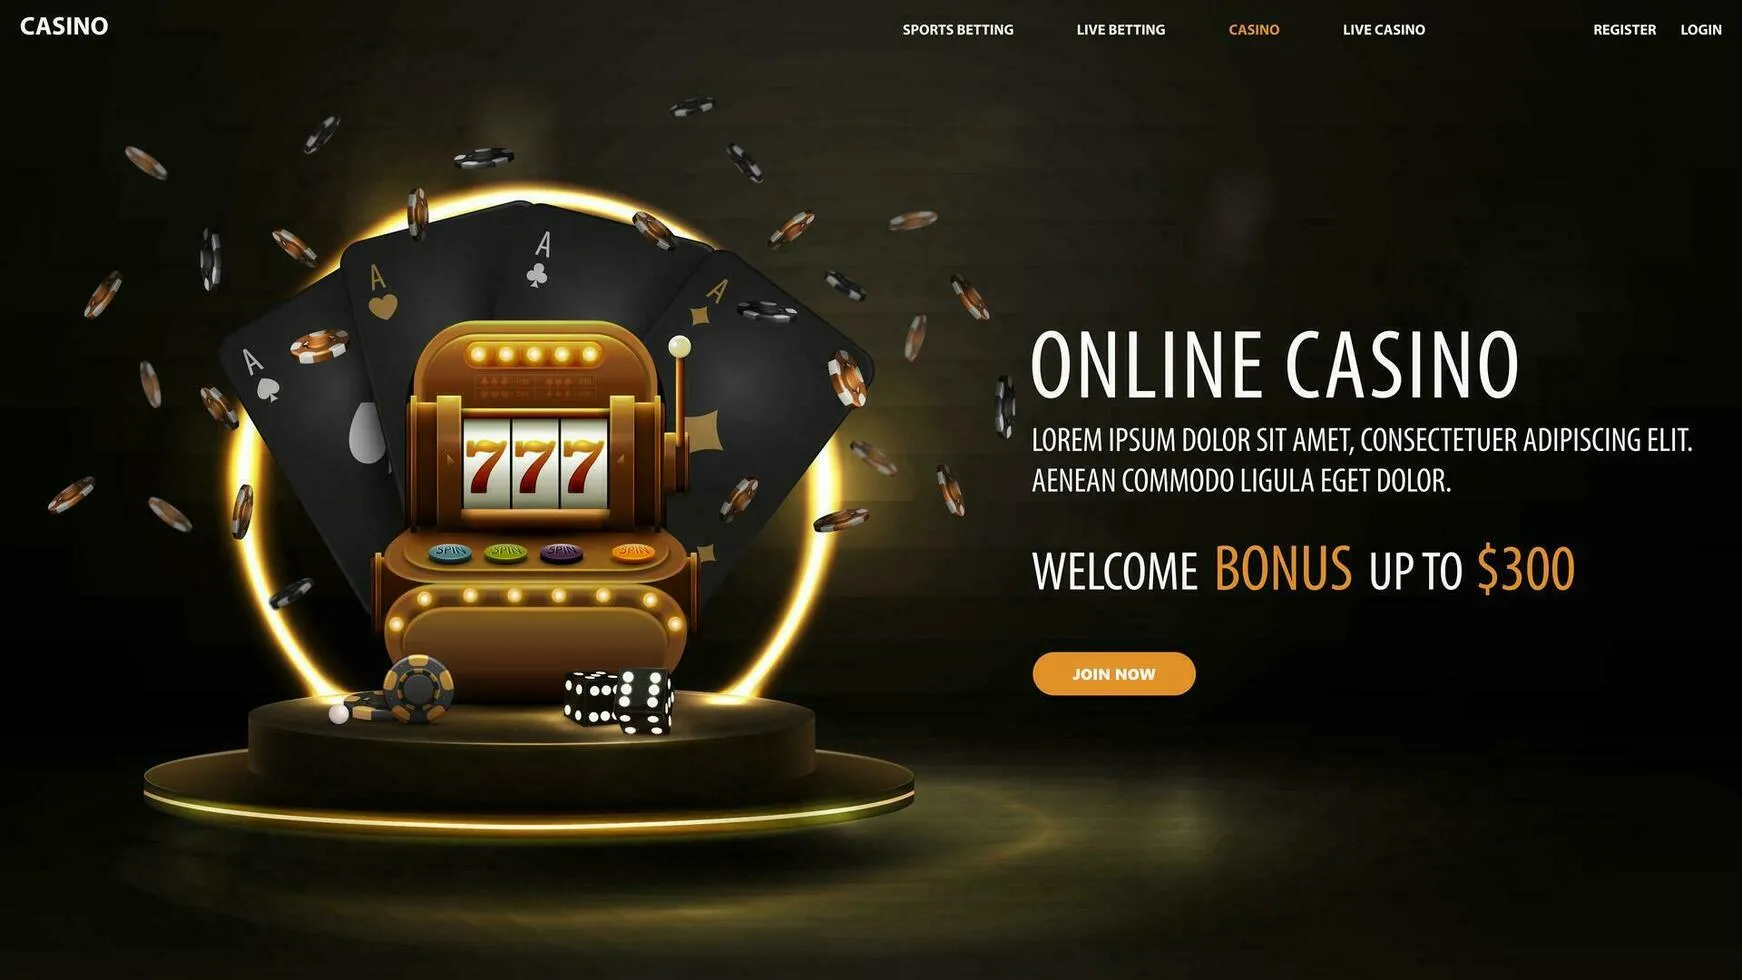 CASINO
SPORTS BETTING LIVE BETTING CASINO LIVE CASINO REGISTER LOGIN
A
A
A
A
777
SPIN SPIN SPIN SPIN
ONLINE CASINO
LOREM IPSUM DOLOR SIT AMET, CONSECTETUER ADIPISCING ELIT.
AENEAN COMMODO LIGULA EGET DOLOR.
WELCOME BONUS UP TO $300
JOIN NOW